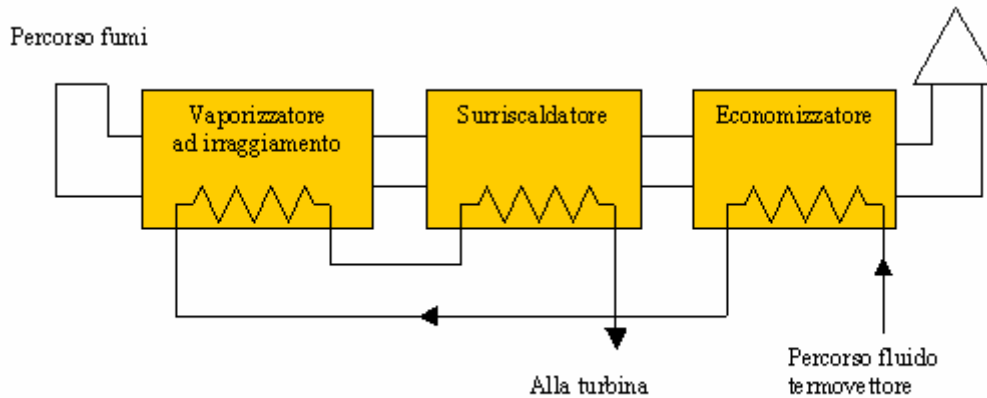 Percorso fumi
Vaporizzatore
ad irraggiamento
Surriscaldatore
Economizzatore
Alla turbina
Percorso fluido
termovettore